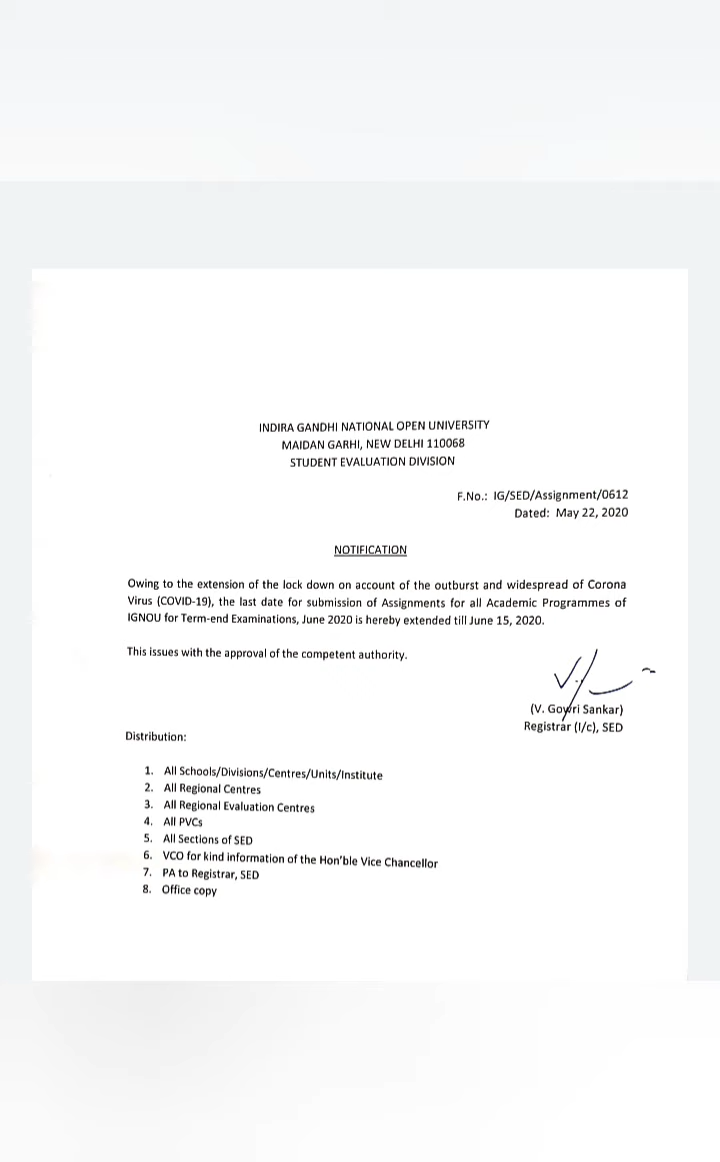 INDIRA GANDHI NATIONAL OPEN UNIVERSITY
MAIDAN GARHI, NEW DELHI 110068
STUDENT EVALUATION DIVISION
F.No.: IG/SED/Assignment/0612
Dated: May 22, 2020
NOTIFICATION
Owing to the extension of the lock down on account of the outburst and widespread of Corona
Virus (COVID-19), the last date for submission of Assignments for all Academic Programmes of
IGNOU for Term-end Examinations, June 2020 is hereby extended till June 15, 2020.
This issues with the approval of the competent authority.
(V. Gowri Sankar)
Registrar (I/c), SED
Distribution:
1. All Schools/Divisions/Centres/Units/Institute
2. All Regional Centres
3. All Regional Evaluation Centres
4. All PVCs
5. All Sections of SED
6. VCO for kind information of the Hon'ble Vice Chancellor
7. PA to Registrar, SED
8. Office copy